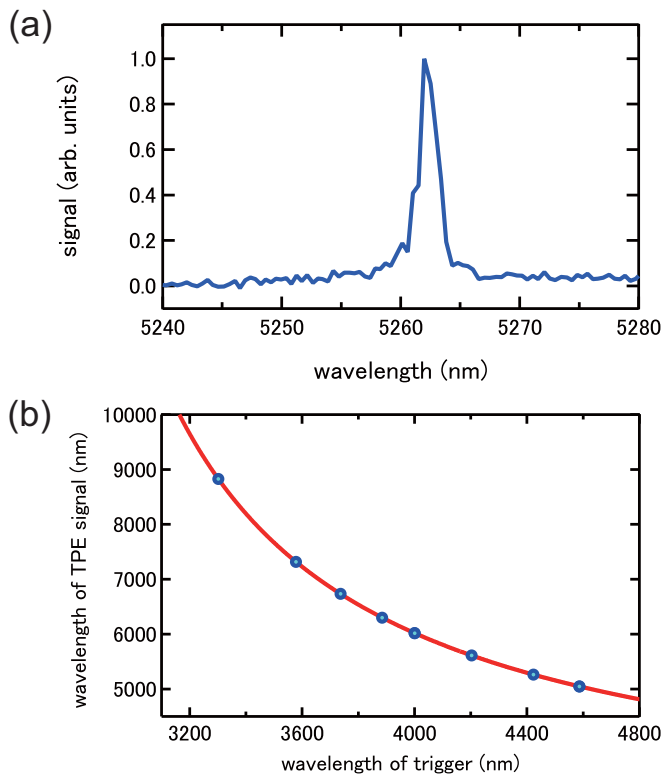 (a)
signal (arb. units)
1.0
0.8
0.6
0.4
0.2
0.0
5240 5250 5260 5270 5280
wavelength (nm)
(b)
wavelength of TPE signal (nm)
10000
9000
8000
7000
6000
5000
3200 3600 4000 4400 4800
wavelength of trigger (nm)